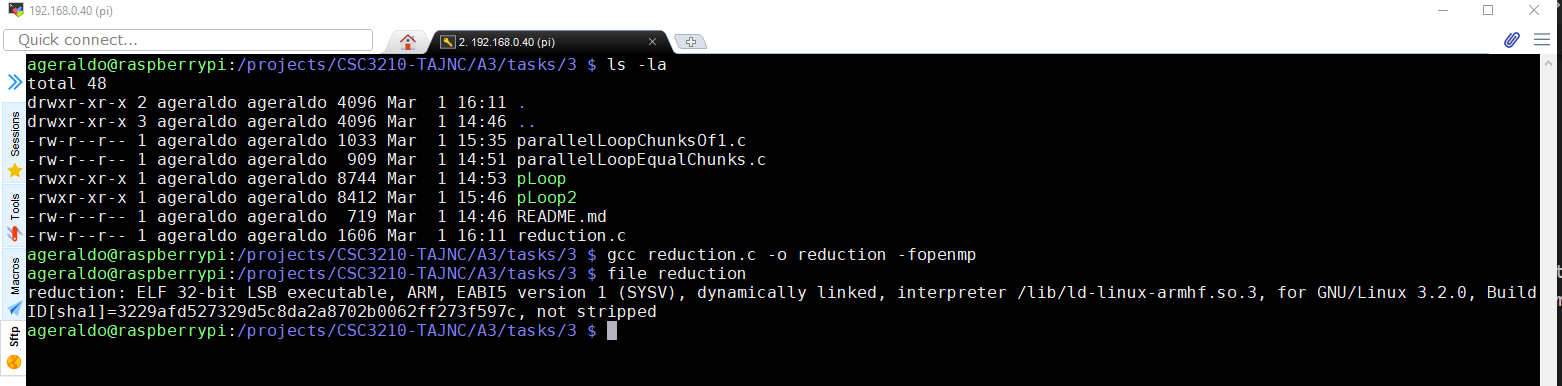 192.168.0.40 (pi)
Quick connect...
2. 192.168.0.40 (pi)
Sessions
Tools
Macros
Sftp
ageraldo@raspberrypi:/projects/CSC3210-TAJNC/A3/tasks/3 $ ls -la
total 48
drwxr-xr-x 2 ageraldo ageraldo 4096 Mar  1 16:11 .
drwxr-xr-x 3 ageraldo ageraldo 4096 Mar  1 14:46 ..
-rw-r--r-- 1 ageraldo ageraldo 1033 Mar  1 15:35 parallelLoopChunksOf1.c
-rw-r--r-- 1 ageraldo ageraldo  909 Mar  1 14:51 parallelLoopEqualChunks.c
-rwxr-xr-x 1 ageraldo ageraldo 8744 Mar  1 14:53 pLoop
-rwxr-xr-x 1 ageraldo ageraldo 8412 Mar  1 15:46 pLoop2
-rw-r--r-- 1 ageraldo ageraldo  719 Mar  1 14:46 README.md
-rw-r--r-- 1 ageraldo ageraldo 1606 Mar  1 16:11 reduction.c
ageraldo@raspberrypi:/projects/CSC3210-TAJNC/A3/tasks/3 $ gcc reduction.c -o reduction -fopenmp
ageraldo@raspberrypi:/projects/CSC3210-TAJNC/A3/tasks/3 $ file reduction
reduction: ELF 32-bit LSB executable, ARM, EABI5 version 1 (SYSV), dynamically linked, interpreter /lib/ld-linux-armhf.so.3, for GNU/Linux 3.2.0, Build
ID[sha1]=3229afd527329d5c8da2a8702b0062ff273f597c, not stripped
ageraldo@raspberrypi:/projects/CSC3210-TAJNC/A3/tasks/3 $